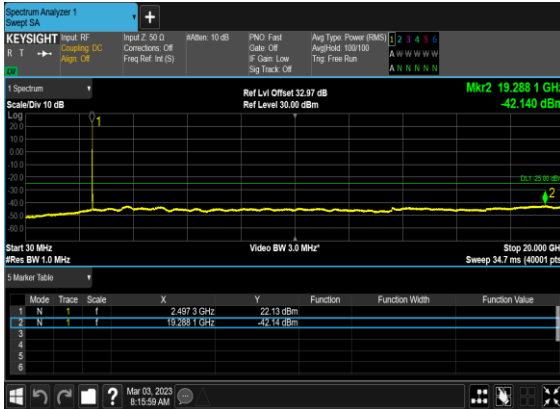 Spectrum Analyzer 1
Swept SA
+
KEYSIGHT Input: RF Input Z: 50 Ω #Atten: 10 dB PNO: Fast Avg Type: Power (RMS) 1 2 3 4 5 6
R T Coupling: DC Corrections: Off Gate: Off Avg|Hold: 100/100 A W W W W W
Align: Off Freq Ref: Int (S) IF Gain: Low Trig: Free Run
Sig Track: Off A N N N N N
1 Spectrum Ref Lvl Offset 32.97 dB Mkr2 19.288 1 GHz
Scale/Div 10 dB Ref Level 30.00 dBm -42.140 dBm
Log
1
20.0
10.0
0.00
-10.0
-20.0 DL1 -25.00 dBm
-30.0
-40.0 2
-50.0
-60.0
Start 30 MHz Video BW 3.0 MHz* Stop 20.000 GHz
#Res BW 1.0 MHz Sweep 34.7 ms (40001 pts)
5 Marker Table
Mode Trace Scale X Y Function Function Width Function Value
1 N 1 f 2.497 3 GHz 22.13 dBm
2 N 1 f 19.288 1 GHz -42.14 dBm
3
4
5
6
? Mar 03, 2023
8:15:59 AM